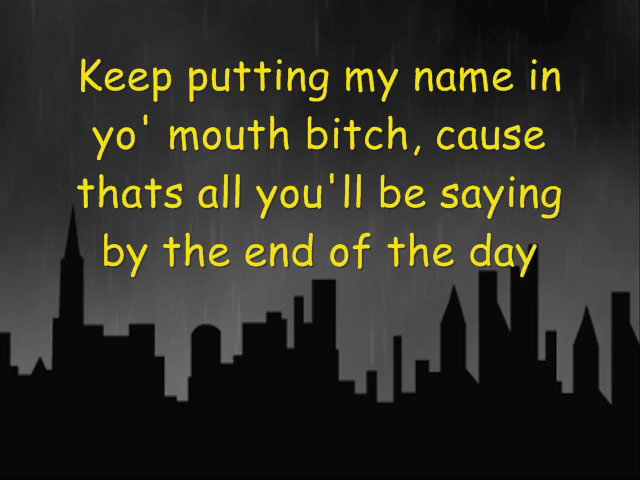 Keep putting my name in
yo' mouth bitch, cause
thats all you'll be saying
by the end of the day